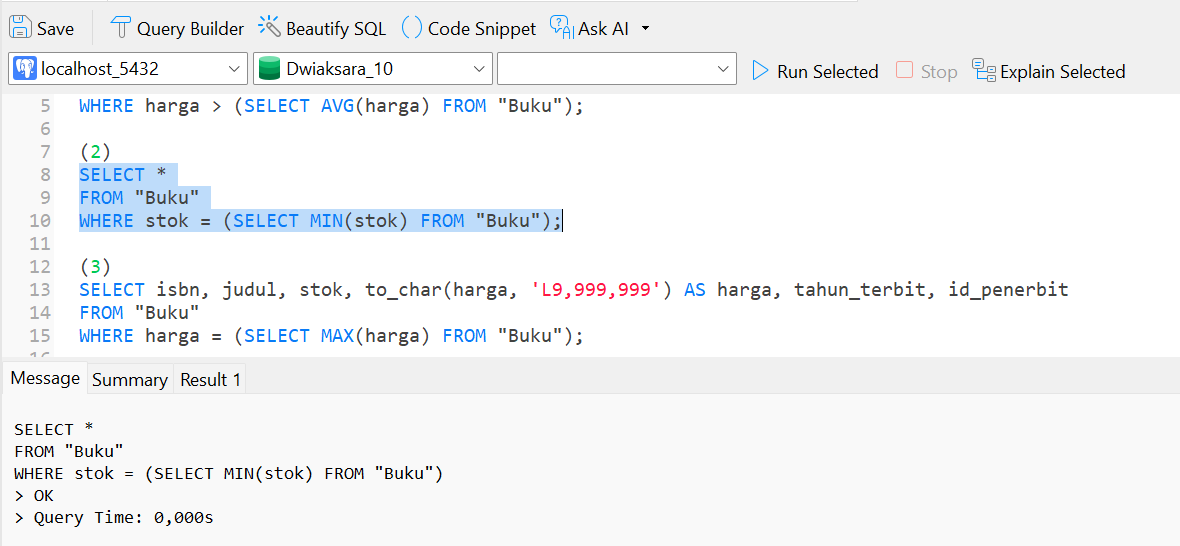 Save Query Builder Beautify SQL () Code Snippet Ask AI
localhost_5432 Dwiaksara_10 Run Selected Stop Explain Selected
5 WHERE harga > (SELECT AVG(harga) FROM "Buku");
6
7 (2)
8 SELECT *
9 FROM "Buku"
10 WHERE stok = (SELECT MIN(stok) FROM "Buku");
11
12 (3)
13 SELECT isbn, judul, stok, to_char(harga, 'L9,999,999') AS harga, tahun_terbit, id_penerbit
14 FROM "Buku"
15 WHERE harga = (SELECT MAX(harga) FROM "Buku");
16
Message Summary Result 1
SELECT *
FROM "Buku"
WHERE stok = (SELECT MIN(stok) FROM "Buku")
> OK
> Query Time: 0,000s